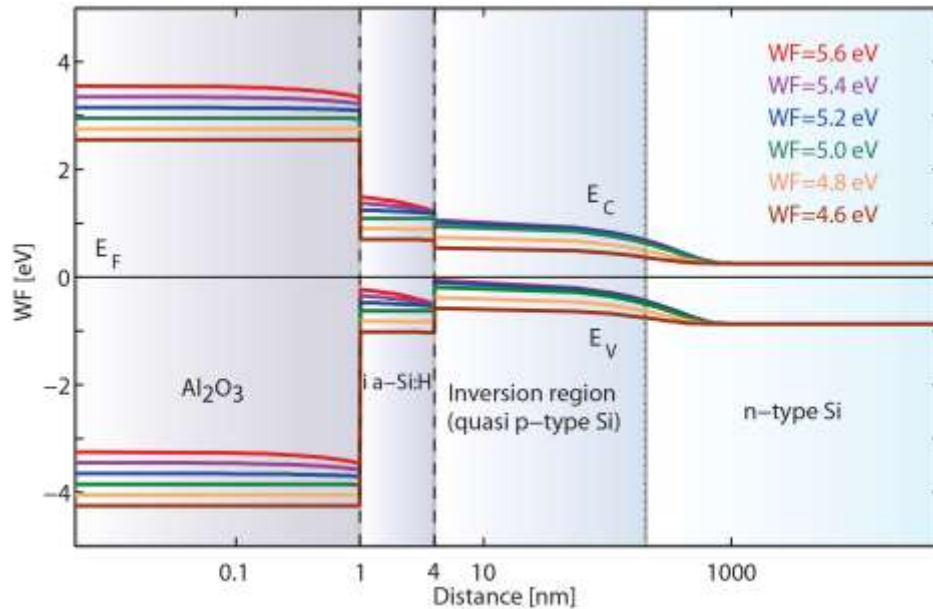 WF [eV]
4
2
0
−2
−4
WF=5.6 eV
WF=5.4 eV
WF=5.2 eV
WF=5.0 eV
WF=4.8 eV
WF=4.6 eV
E_C
E_F
E_V
Al₂O₃
i a−Si:H
Inversion region
(quasi p−type Si)
n−type Si
0.1 1 4 10 1000
Distance [nm]